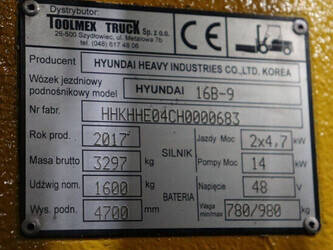 Dystrybutor:
TOOLMEX TRUCK Sp. z o.o.
26-500 Szydłowiec, ul. Metalowa 7b
tel. (048) 617 48 06
CE
Producent HYUNDAI HEAVY INDUSTRIES CO.,LTD. KOREA
Wózek jezdniowy
podnośnikowy model HYUNDAI 16B-9
Nr fabr. HHKHHE04CH0000683
Rok prod. 2017 Jazdy Moc 2x4,7 kW
Masa brutto 3297 kg SILNIK Pompy Moc 14 kW
Udźwig nom. 1600 kg BATERIA Napięcie 48 V
Wys. podn. 4700 mm Waga min/max 780/980 kg